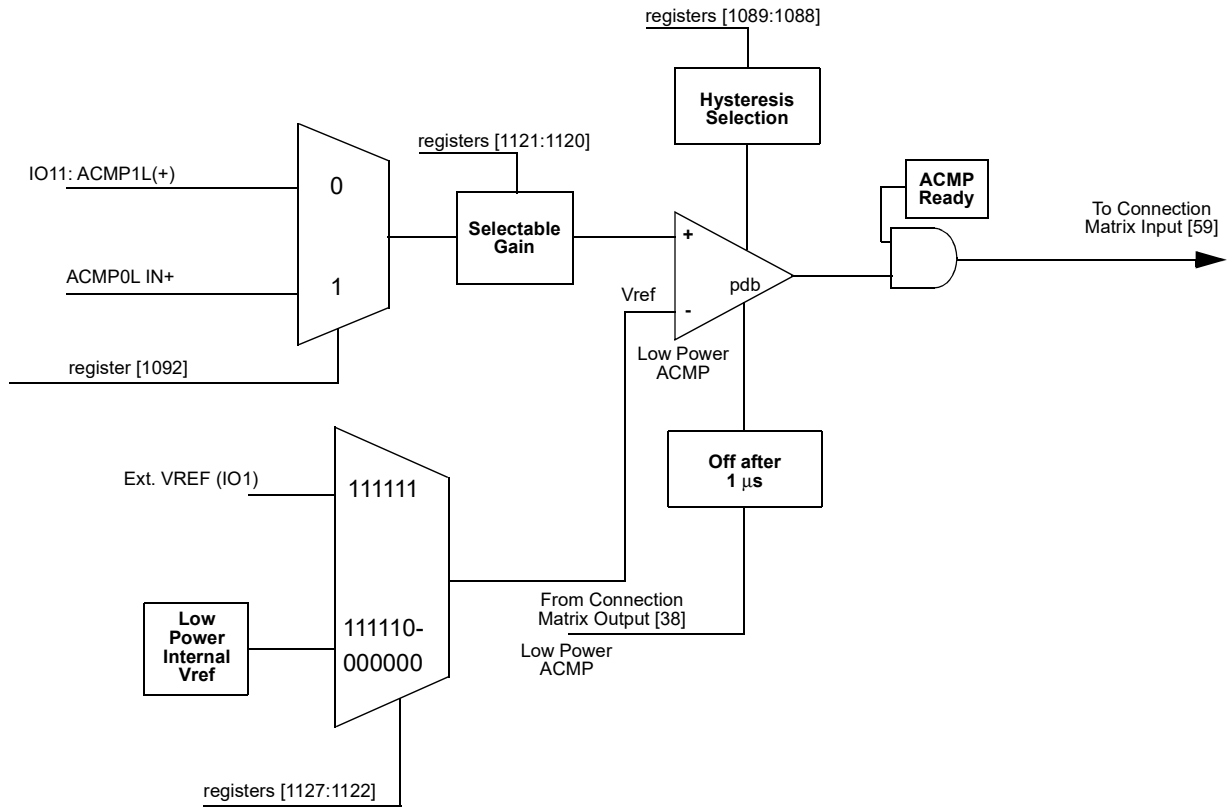 registers [1089:1088]
Hysteresis
Selection
registers [1121:1120]
IO11: ACMP1L(+)
0
Selectable
Gain
ACMP
Ready
To Connection
Matrix Input [59]
+
ACMP0L IN+
1
pdb
Vref
-
Low Power
ACMP
register [1092]
Off after
1 μs
Ext. VREF (IO1)
111111
From Connection
Matrix Output [38]
Low Power
ACMP
Low
Power
Internal
Vref
111110-
000000
registers [1127:1122]